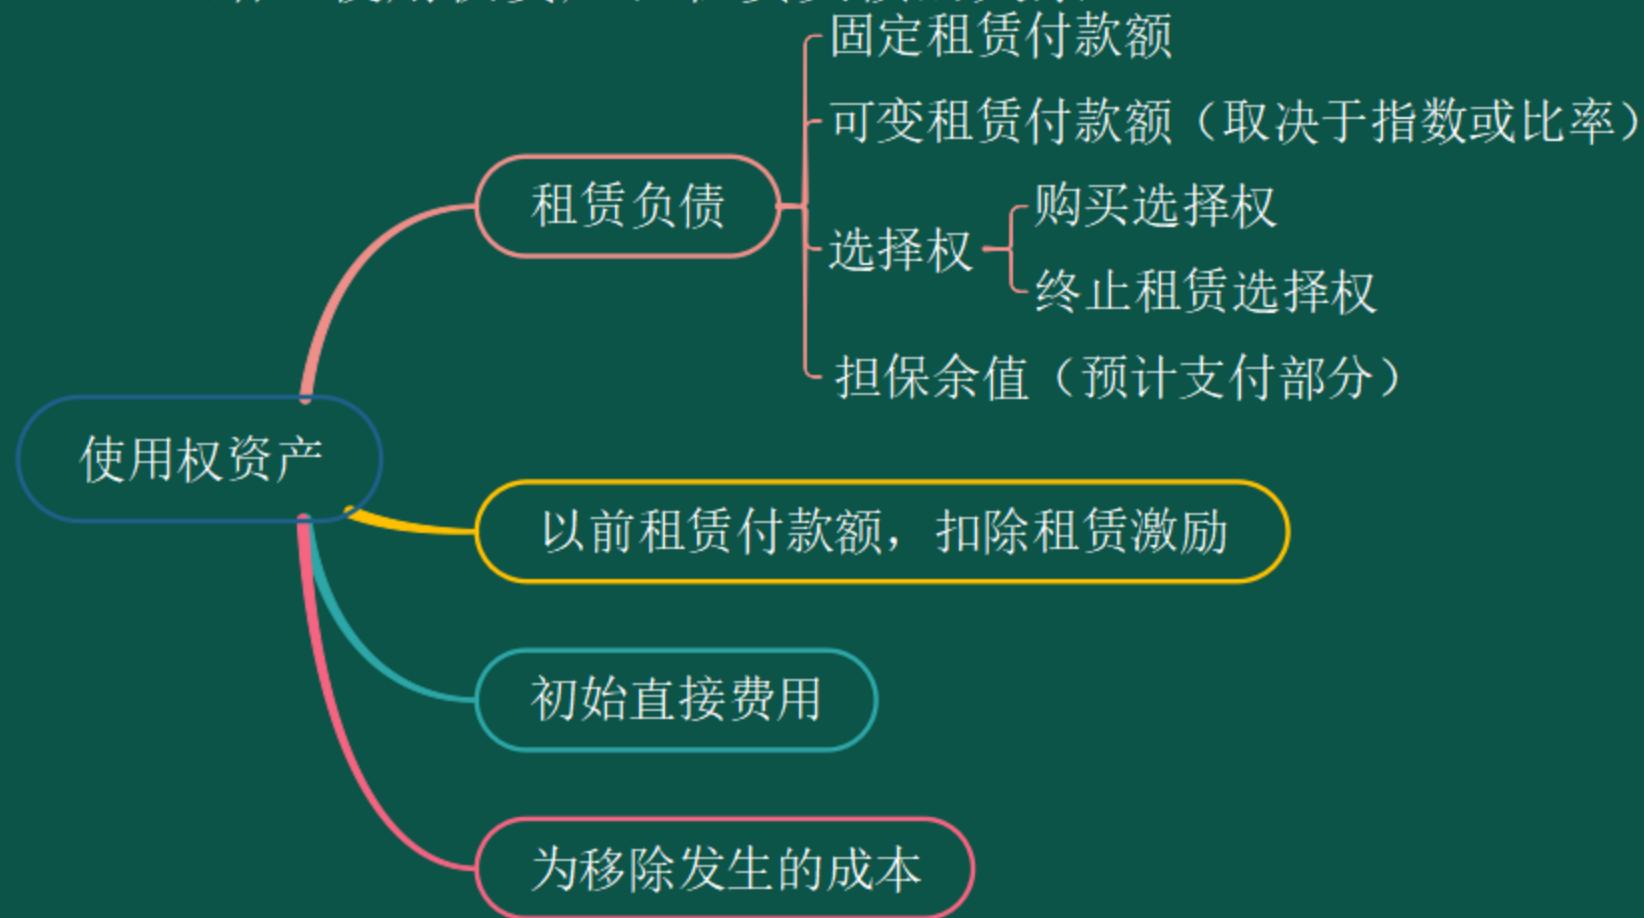 固定租赁付款额
可变租赁付款额（取决于指数或比率）
租赁负债
购买选择权
选择权
终止租赁选择权
担保余值（预计支付部分）
使用权资产
以前租赁付款额，扣除租赁激励
初始直接费用
为移除发生的成本